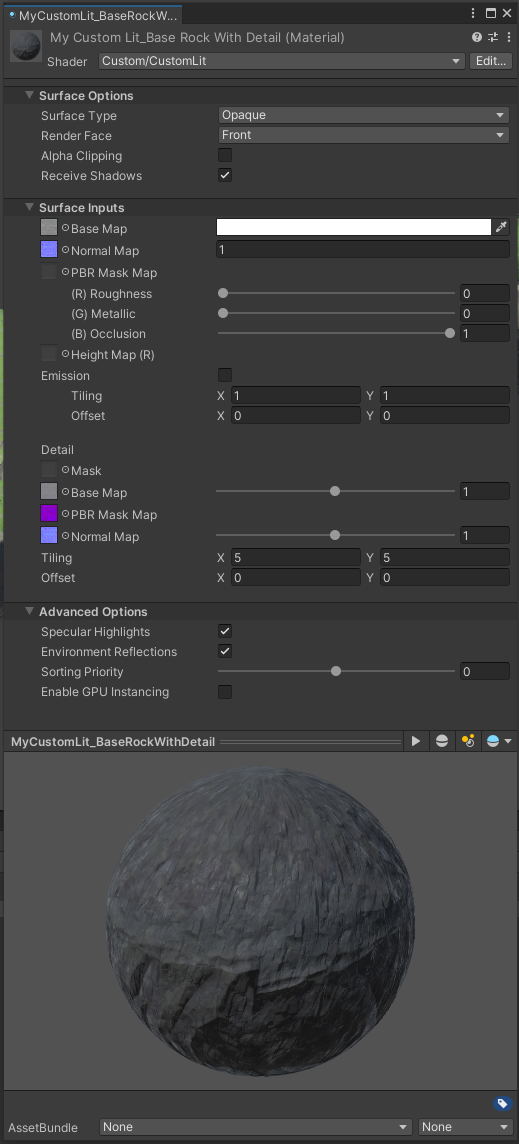 MyCustomLit_BaseRockW...
My Custom Lit_Base Rock With Detail (Material)
Shader Custom/CustomLit Edit...
Surface Options
Surface Type Opaque
Render Face Front
Alpha Clipping
Receive Shadows
Surface Inputs
Base Map
Normal Map 1
PBR Mask Map
(R) Roughness 0
(G) Metallic 0
(B) Occlusion 1
Height Map (R)
Emission
Tiling X 1 Y 1
Offset X 0 Y 0
Detail
Mask
Base Map 1
PBR Mask Map
Normal Map 1
Tiling X 5 Y 5
Offset X 0 Y 0
Advanced Options
Specular Highlights
Environment Reflections
Sorting Priority 0
Enable GPU Instancing
MyCustomLit_BaseRockWithDetail
AssetBundle None None